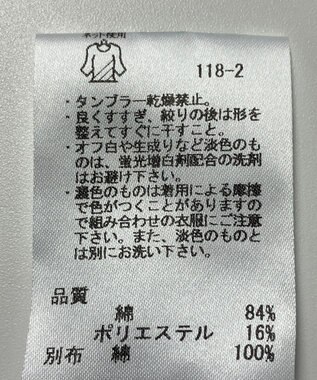 ネット使用
118-2
・タンブラー乾燥禁止。
・良くすすぎ、絞りの後は形を
整えてすぐに干すこと。
・オフ白や生成りなど淡色のも
のは、蛍光増白剤配合の洗剤
はお避け下さい。
・濃色のものは着用による摩擦
で色がつくことがありますの
で組み合わせの衣服にご注意
下さい。また、淡色のものと
は別にお洗い下さい。
品質
綿 84%
ポリエステル 16%
別布 綿 100%